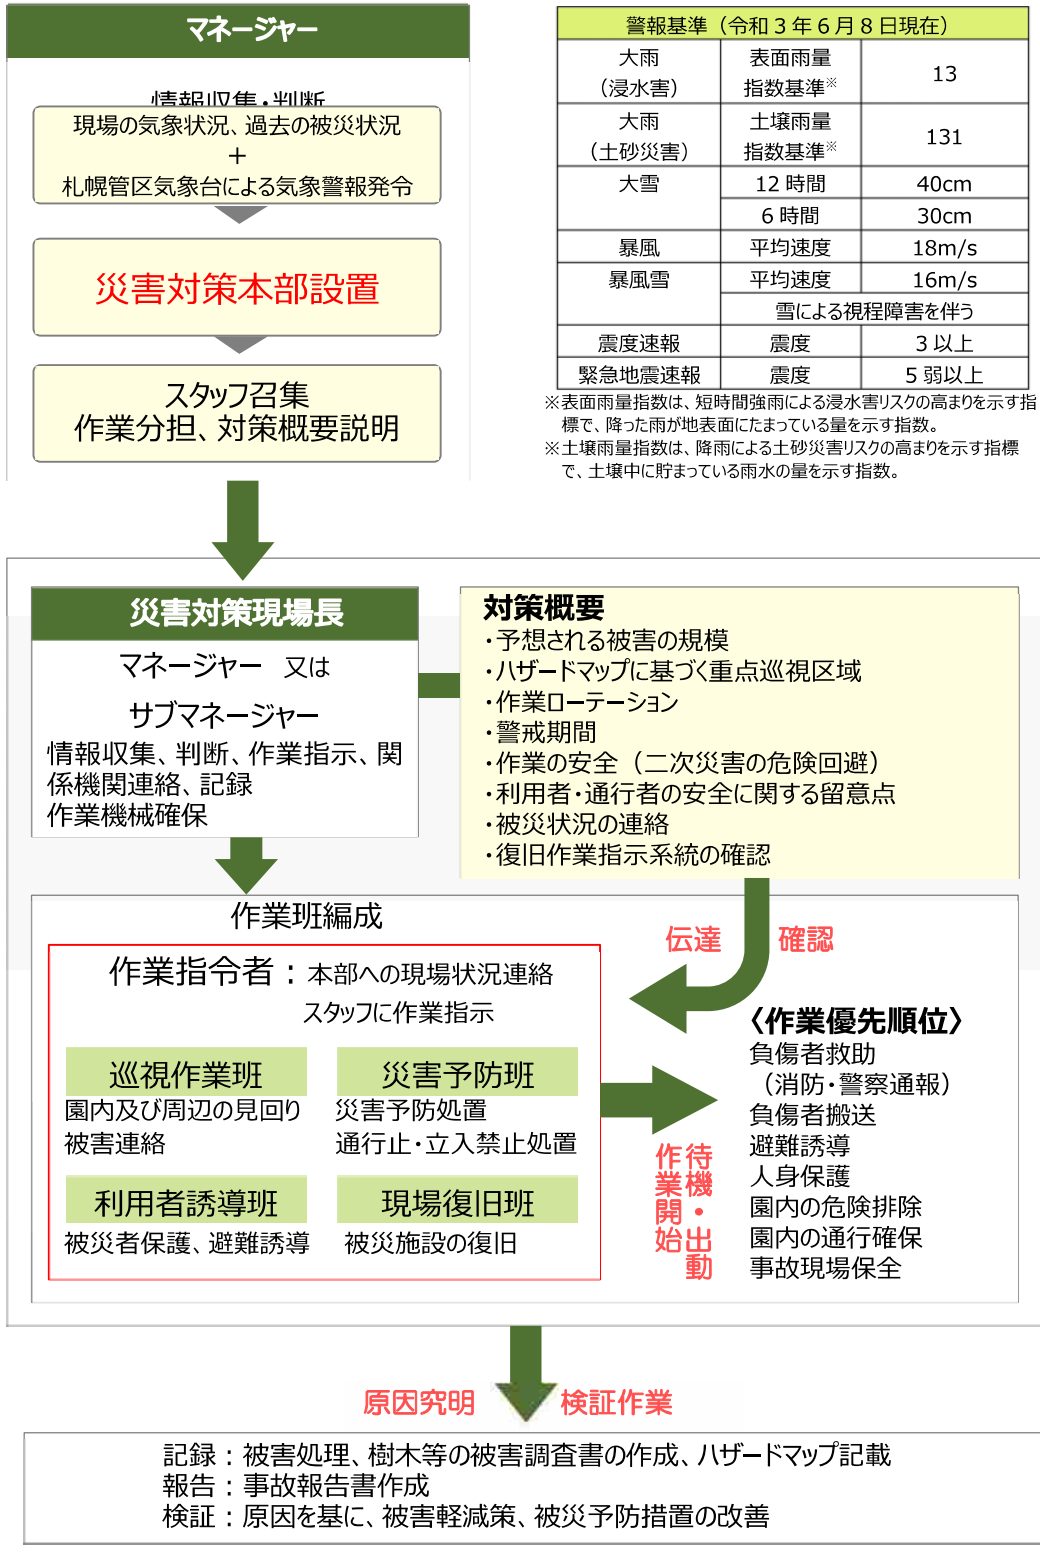 マネージャー
情報収集・判断
現場の気象状況、過去の被災状況
＋
札幌管区気象台による気象警報発令
災害対策本部設置
スタッフ召集
作業分担、対策概要説明
警報基準（令和３年６月８日現在）
大雨（浸水害） 表面雨量指数基準※ 13
大雨（土砂災害） 土壌雨量指数基準※ 131
大雪 12 時間 40cm
6 時間 30cm
暴風 平均速度 18m/s
暴風雪 平均速度 16m/s
雪による視程障害を伴う
震度速報 震度 3 以上
緊急地震速報 震度 5 弱以上
※表面雨量指数は、短時間強雨による浸水害リスクの高まりを示す指
標で、降った雨が地表面にたまっている量を示す指数。
※土壌雨量指数は、降雨による土砂災害リスクの高まりを示す指標
で、土壌中に貯まっている雨水の量を示す指数。
災害対策現場長
マネージャー 又は
サブマネージャー
情報収集、判断、作業指示、関
係機関連絡、記録
作業機械確保
対策概要
・予想される被害の規模
・ハザードマップに基づく重点巡視区域
・作業ローテーション
・警戒期間
・作業の安全（二次災害の危険回避）
・利用者・通行者の安全に関する留意点
・被災状況の連絡
・復旧作業指示系統の確認
作業班編成
伝達 確認
作業指令者：本部への現場状況連絡
スタッフに作業指示
巡視作業班
園内及び周辺の見回り
被害連絡
災害予防班
災害予防処置
通行止・立入禁止処置
利用者誘導班
被災者保護、避難誘導
現場復旧班
被災施設の復旧
待機・出動
作業開始
〈作業優先順位〉
負傷者救助
（消防・警察通報）
負傷者搬送
避難誘導
人身保護
園内の危険排除
園内の通行確保
事故現場保全
原因究明 検証作業
記録：被害処理、樹木等の被害調査書の作成、ハザードマップ記載
報告：事故報告書作成
検証：原因を基に、被害軽減策、被災予防措置の改善